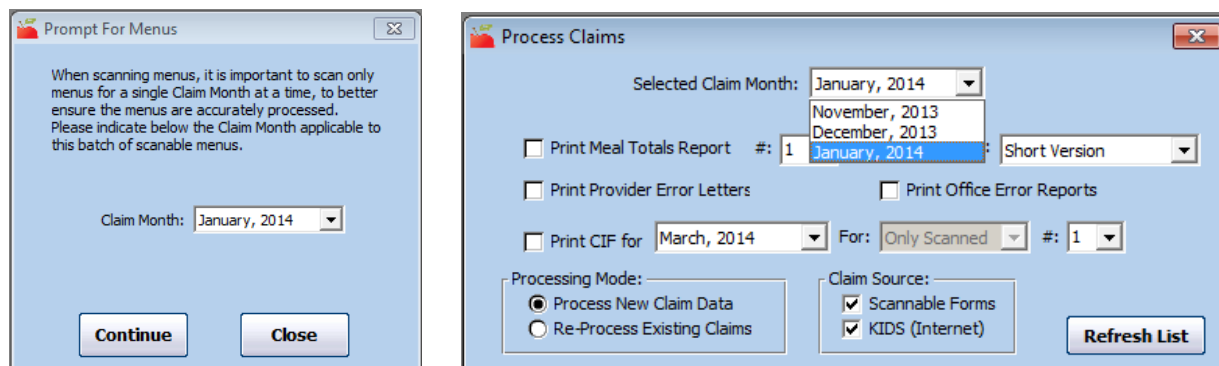 Prompt For Menus
When scanning menus, it is important to scan only
menus for a single Claim Month at a time, to better
ensure the menus are accurately processed.
Please indicate below the Claim Month applicable to
this batch of scanable menus.
Claim Month: January, 2014
Continue Close
Process Claims
Selected Claim Month: January, 2014
November, 2013
December, 2013
January, 2014
Print Meal Totals Report #: 1 : Short Version
Print Provider Error Letters Print Office Error Reports
Print CIF for March, 2014 For: Only Scanned #: 1
Processing Mode: Claim Source:
Process New Claim Data Scannable Forms
Re-Process Existing Claims KIDS (Internet)
Refresh List